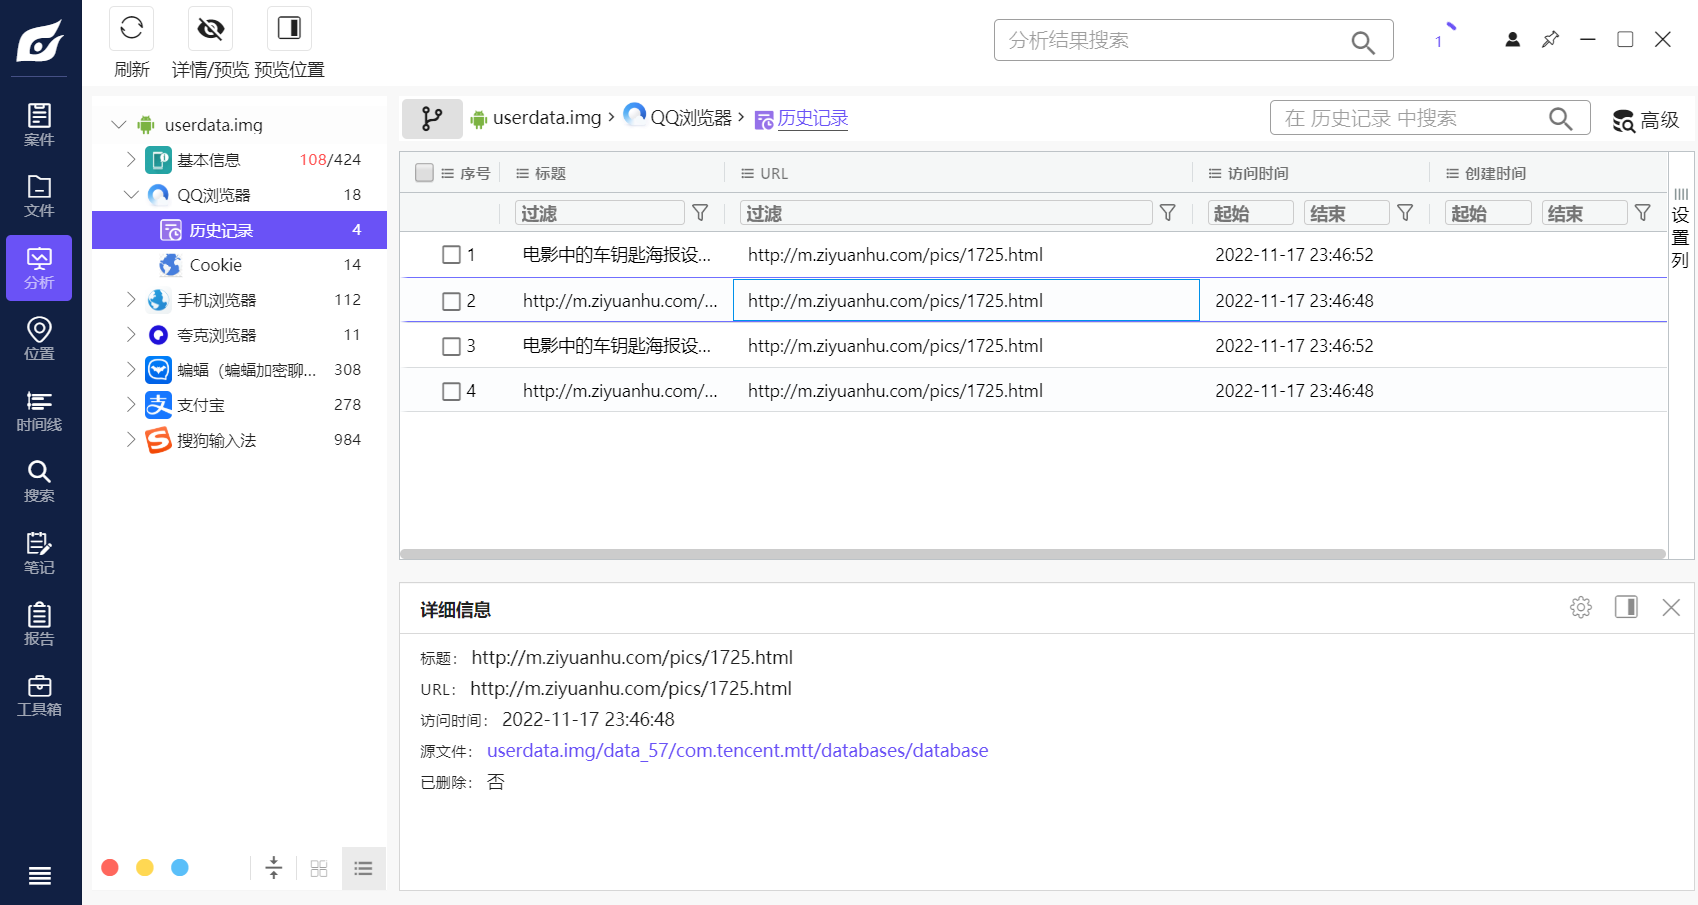 刷新 详情/预览 预览位置
分析结果搜索
1
案件
文件
分析
位置
时间线
搜索
笔记
报告
工具箱
userdata.img
基本信息 108/424
QQ浏览器 18
历史记录 4
Cookie 14
手机浏览器 112
夸克浏览器 11
蝙蝠（蝙蝠加密聊... 308
支付宝 278
搜狗输入法 984
userdata.img › QQ浏览器 › 历史记录
在 历史记录 中搜索
高级
序号 标题 URL 访问时间 创建时间
过滤 过滤 起始 结束 起始 结束
1 电影中的车钥匙海报设... http://m.ziyuanhu.com/pics/1725.html 2022-11-17 23:46:52
2 http://m.ziyuanhu.com/... http://m.ziyuanhu.com/pics/1725.html 2022-11-17 23:46:48
3 电影中的车钥匙海报设... http://m.ziyuanhu.com/pics/1725.html 2022-11-17 23:46:52
4 http://m.ziyuanhu.com/... http://m.ziyuanhu.com/pics/1725.html 2022-11-17 23:46:48
设置列
详细信息
标题： http://m.ziyuanhu.com/pics/1725.html
URL： http://m.ziyuanhu.com/pics/1725.html
访问时间： 2022-11-17 23:46:48
源文件： userdata.img/data_57/com.tencent.mtt/databases/database
已删除： 否